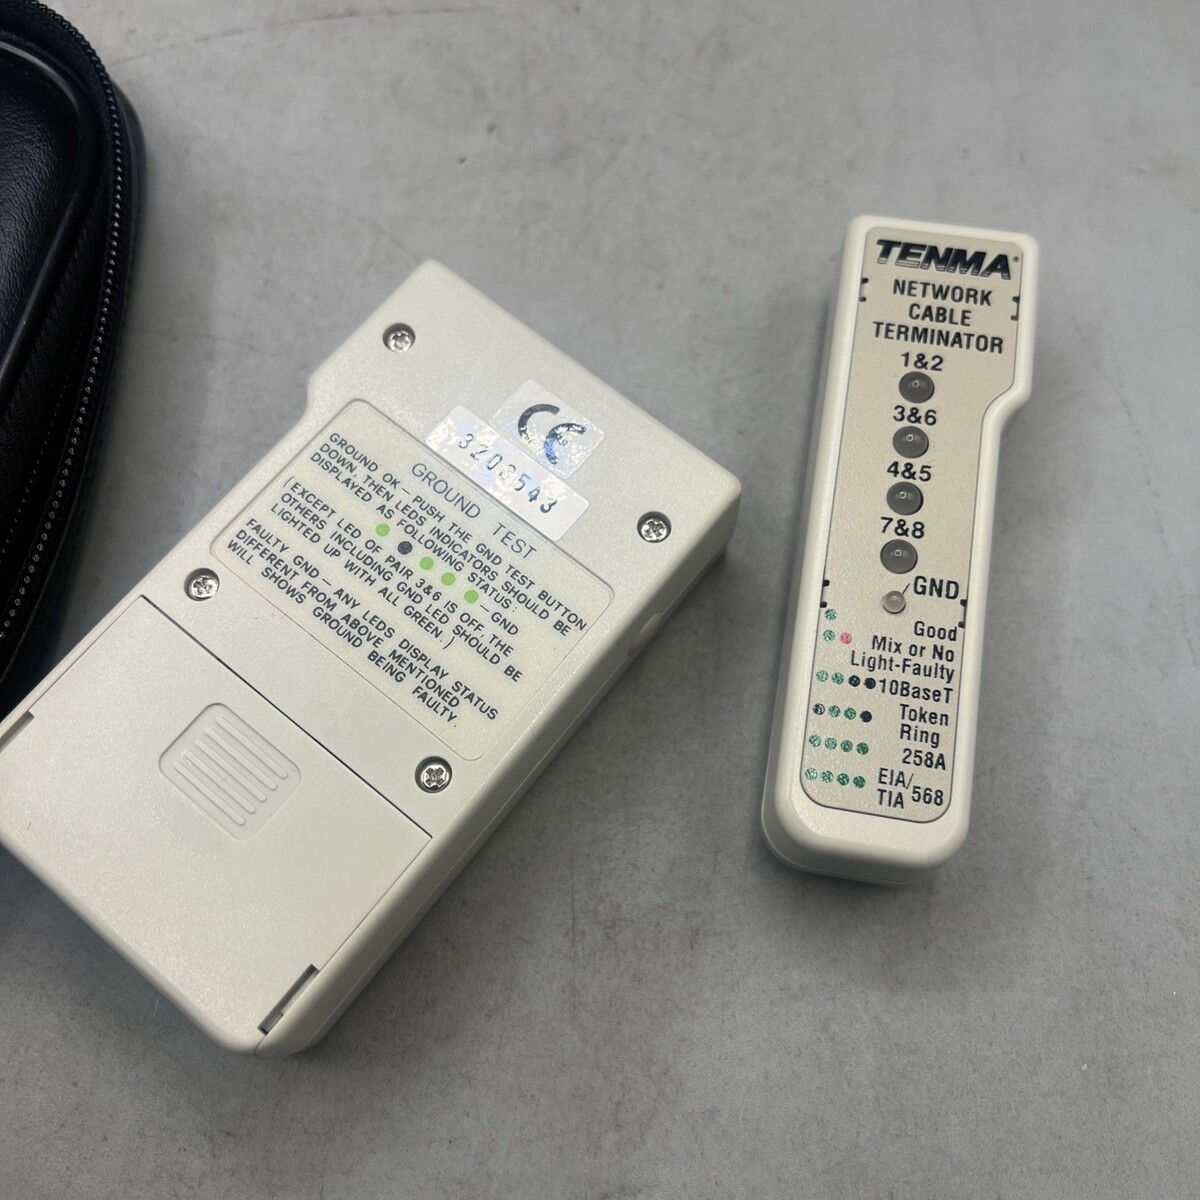 CE
3203543
GROUND TEST
GROUND OK - PUSH THE GND TEST BUTTON
DOWN, THEN LEDS INDICATORS SHOULD BE
DISPLAYED AS FOLLOWING STATUS:
- GND
(EXCEPT LED OF PAIR 3&6 IS OFF, THE
OTHERS INCLUDING GND LED SHOULD BE
LIGHTED UP WITH ALL GREEN.)
FAULTY GND - ANY LEDS DISPLAY STATUS
DIFFERENT FROM ABOVE MENTIONED
WILL SHOWS GROUND BEING FAULTY.
TENMA®
NETWORK
CABLE
TERMINATOR
1&2
3&6
4&5
7&8
GND
Good
Mix or No
Light-Faulty
10BaseT
Token
Ring
258A
EIA/
TIA 568